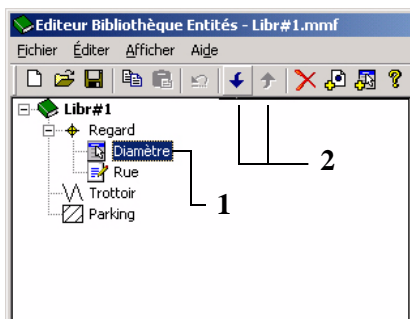 Editeur Bibliothèque Entités - Libr#1.mmf
Fichier Éditer Afficher Aide
Libr#1
Regard
Diamètre
Rue
Trottoir
Parking
2
1